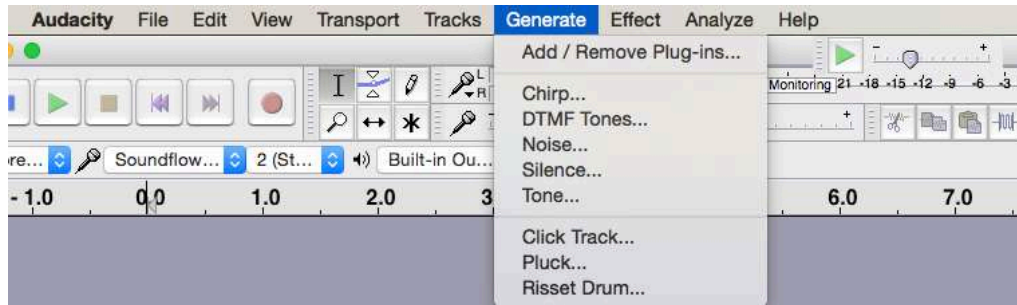 Audacity File Edit View Transport Tracks Generate Effect Analyze Help
Add / Remove Plug-ins...
L
R
Monitoring 21 -18 -15 -12 -9 -6 -3
Chirp...
DTMF Tones...
Noise...
Silence...
Tone...
re... Soundflow... 2 (St... Built-in Ou...
- 1.0 0.0 1.0 2.0 3 6.0 7.0
Click Track...
Pluck...
Risset Drum...